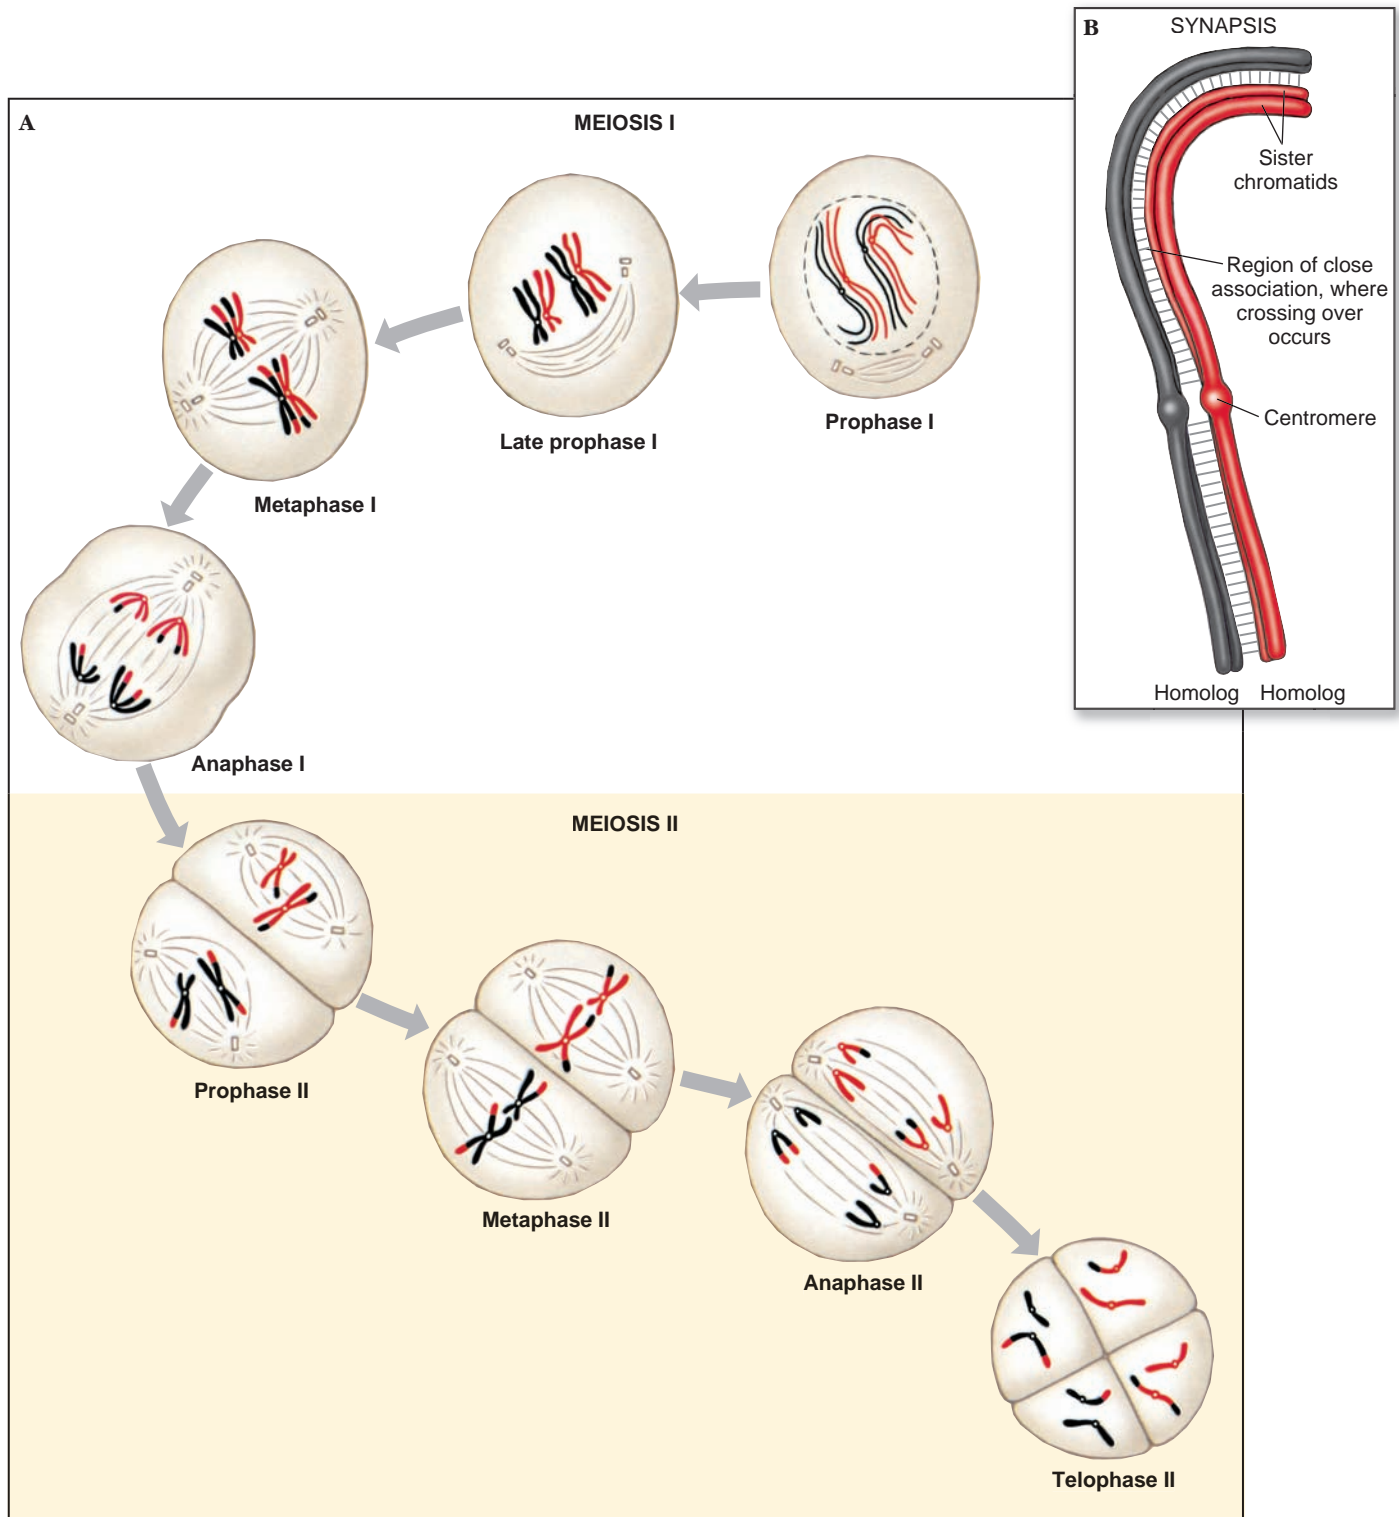 A
MEIOSIS I
Prophase I
Late prophase I
Metaphase I
Anaphase I
MEIOSIS II
Prophase II
Metaphase II
Anaphase II
Telophase II
B
SYNAPSIS
Sister
chromatids
Region of close
association, where
crossing over
occurs
Centromere
Homolog Homolog